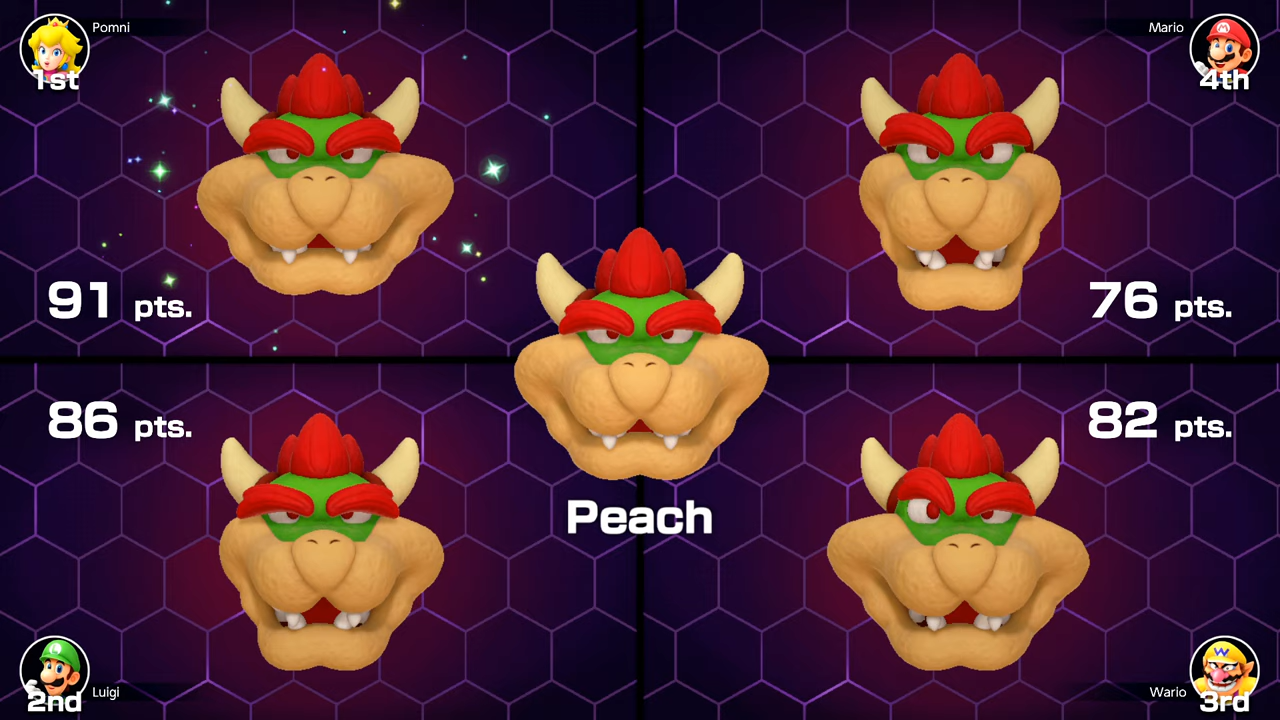 Pomni
1st
91 pts.
Mario
4th
76 pts.
86 pts.
Luigi
2nd
Peach
82 pts.
Wario
3rd